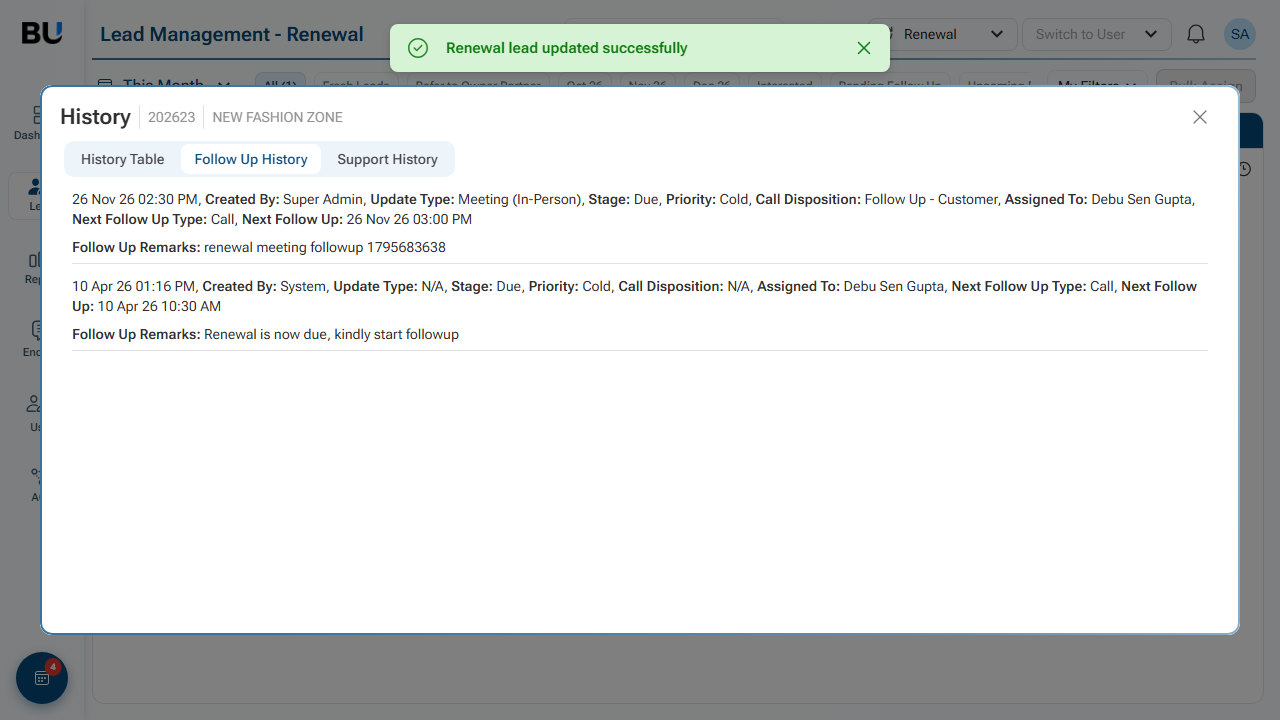 BU
Lead Management - Renewal
Renewal lead updated successfully
Renewal
Switch to User
SA
This Month
All (1)
Fresh Leads
Refer to Owner Partner
Oct 26
Nov 26
Dec 26
Interested
Pending Follow Up
My Filters
Bulk Assign
History
202623
NEW FASHION ZONE
History Table
Follow Up History
Support History
26 Nov 26 02:30 PM, Created By: Super Admin, Update Type: Meeting (In-Person), Stage: Due, Priority: Cold, Call Disposition: Follow Up - Customer, Assigned To: Debu Sen Gupta,
Next Follow Up Type: Call, Next Follow Up: 26 Nov 26 03:00 PM
Follow Up Remarks: renewal meeting followup 1795683638
10 Apr 26 01:16 PM, Created By: System, Update Type: N/A, Stage: Due, Priority: Cold, Call Disposition: N/A, Assigned To: Debu Sen Gupta, Next Follow Up Type: Call, Next Follow
Up: 10 Apr 26 10:30 AM
Follow Up Remarks: Renewal is now due, kindly start followup
4